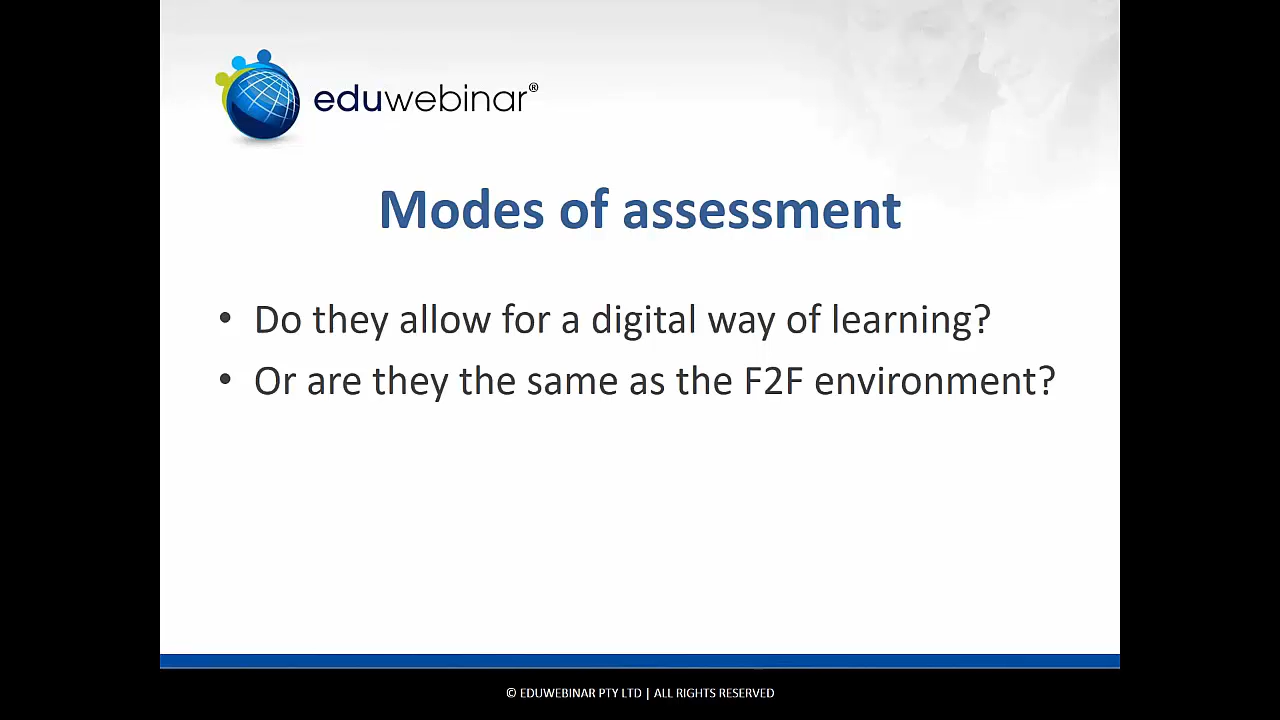 eduwebinar®
Modes of assessment
• Do they allow for a digital way of learning?
• Or are they the same as the F2F environment?
© EDUWEBINAR PTY LTD | ALL RIGHTS RESERVED